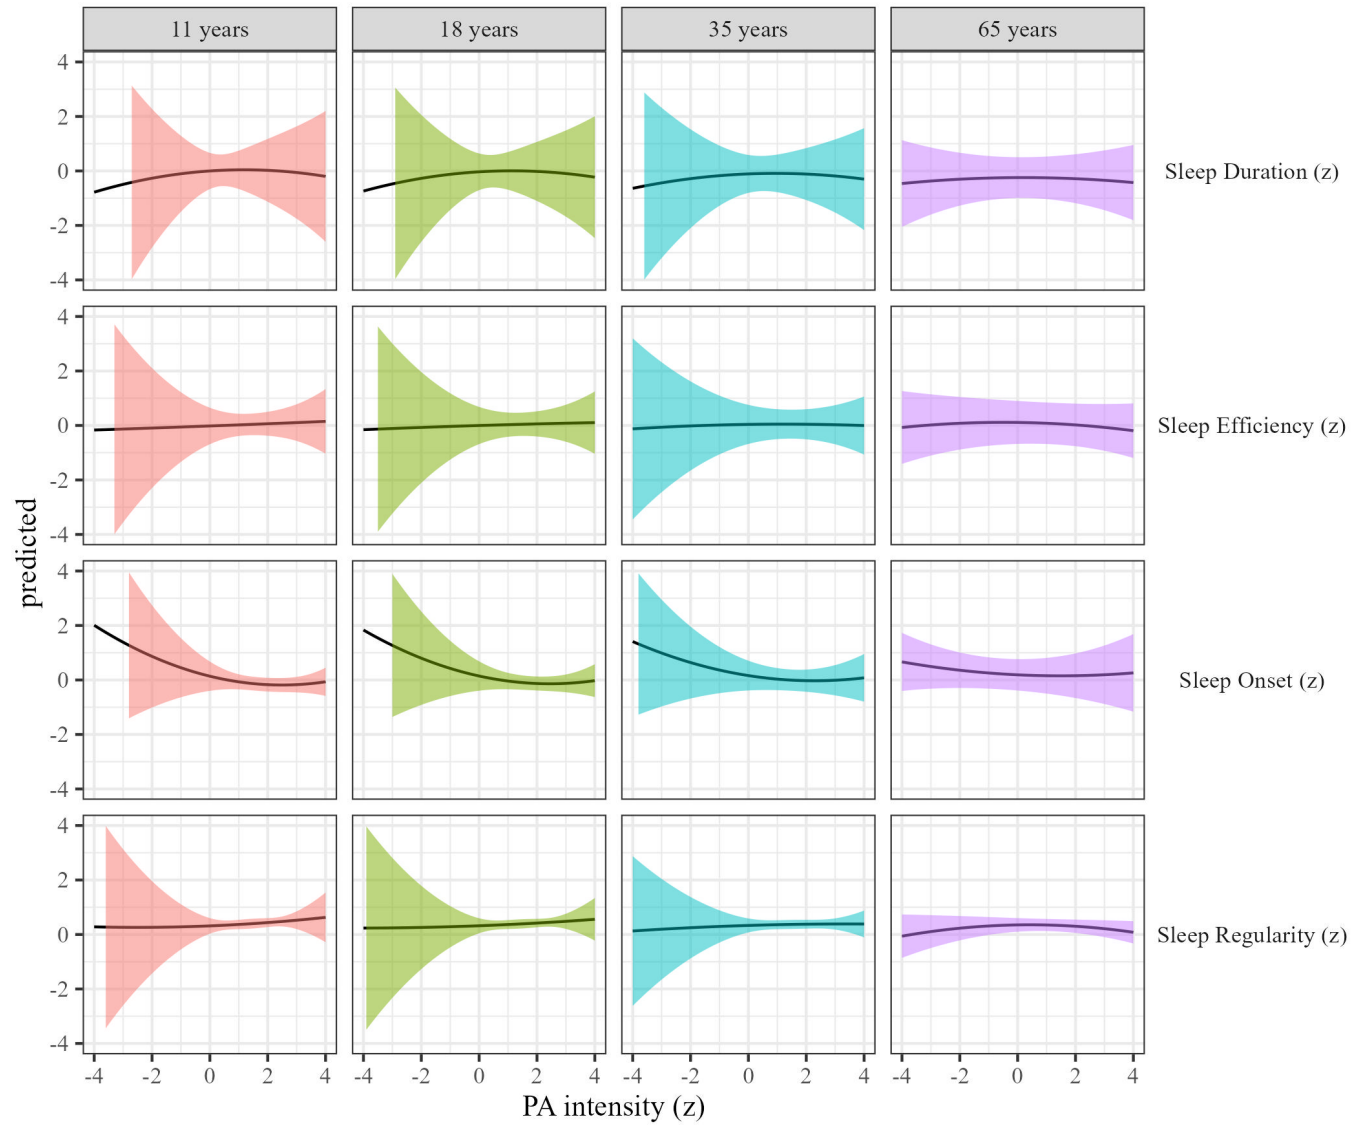 11 years 18 years 35 years 65 years
4
2
0
-2
-4
Sleep Duration (z)
4
2
0
-2
-4
Sleep Efficiency (z)
predicted
4
2
0
-2
-4
Sleep Onset (z)
4
2
0
-2
-4
Sleep Regularity (z)
-4 -2 0 2 4 -4 -2 0 2 4 -4 -2 0 2 4 -4 -2 0 2 4
PA intensity (z)